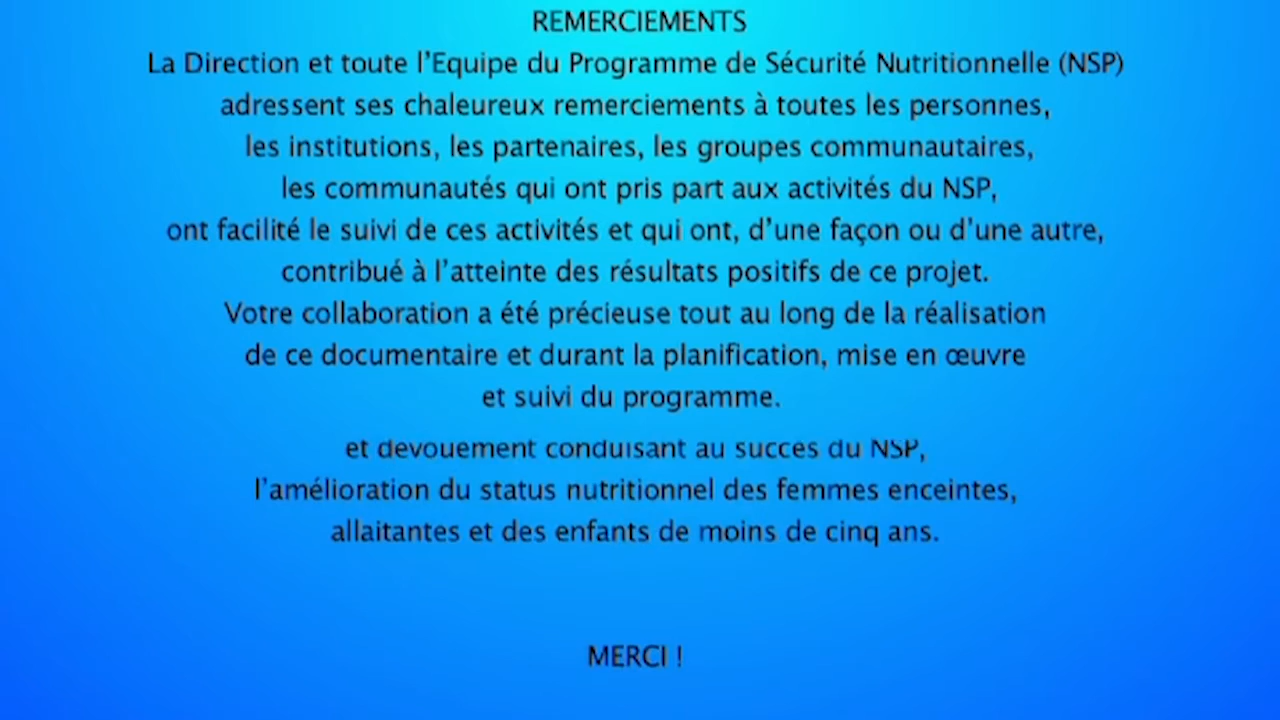 REMERCIEMENTS
La Direction et toute l’Equipe du Programme de Sécurité Nutritionnelle (NSP)
adressent ses chaleureux remerciements à toutes les personnes,
les institutions, les partenaires, les groupes communautaires,
les communautés qui ont pris part aux activités du NSP,
ont facilité le suivi de ces activités et qui ont, d’une façon ou d’une autre,
contribué à l’atteinte des résultats positifs de ce projet.
Votre collaboration a été précieuse tout au long de la réalisation
de ce documentaire et durant la planification, mise en œuvre
et suivi du programme.
et dévouement conduisant au succès du NSP,
l’amélioration du status nutritionnel des femmes enceintes,
allaitantes et des enfants de moins de cinq ans.
MERCI !